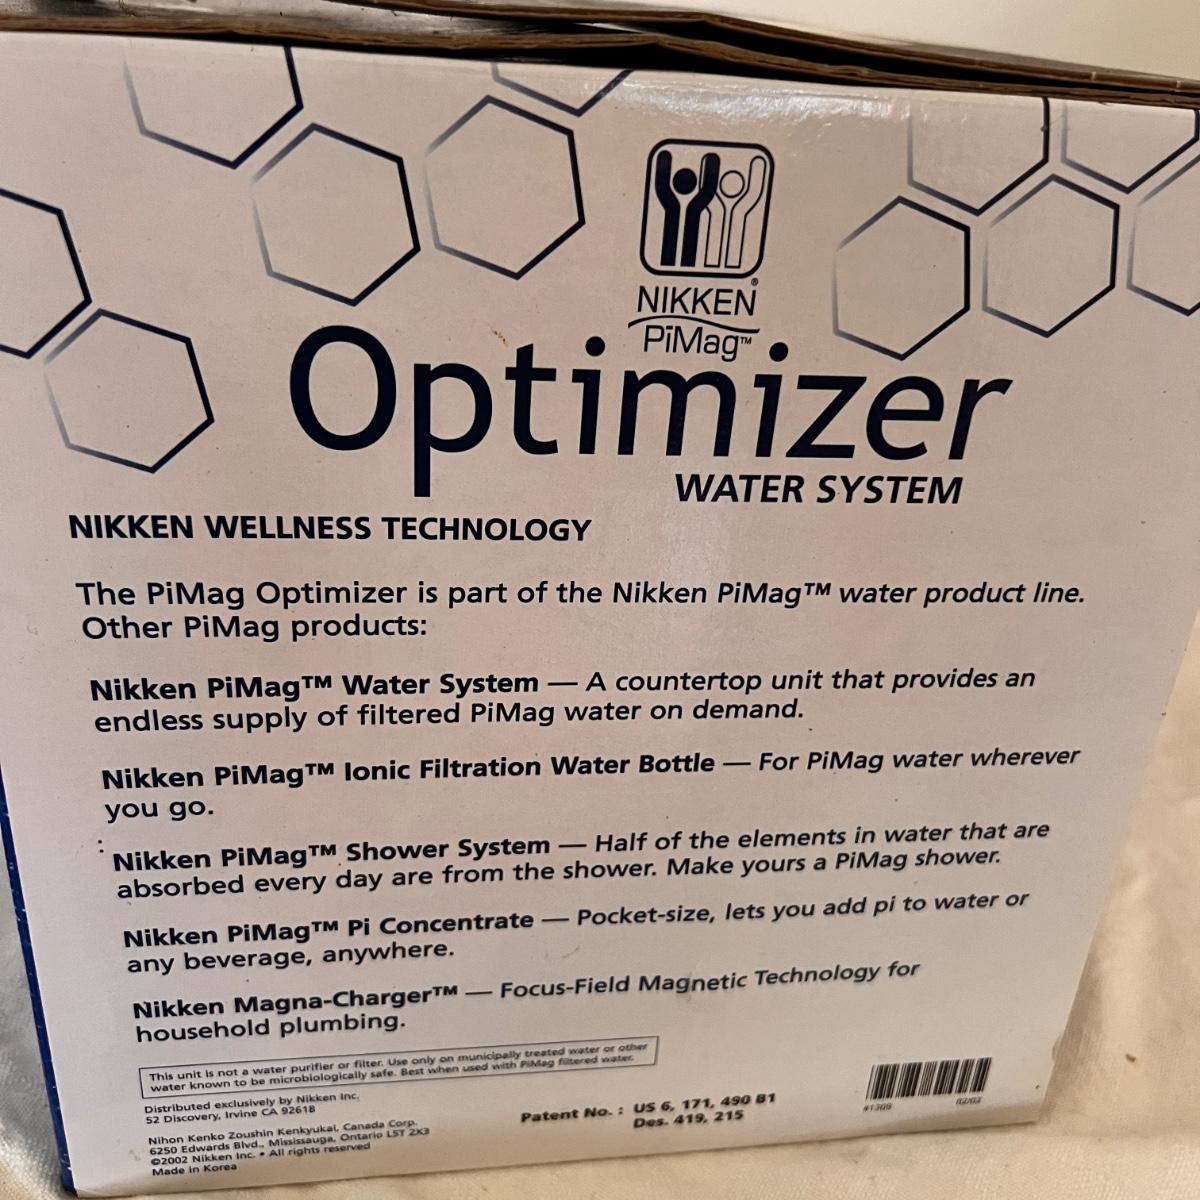 NIKKEN®
PiMag™
Optimizer
WATER SYSTEM
NIKKEN WELLNESS TECHNOLOGY
The PiMag Optimizer is part of the Nikken PiMag™ water product line.
Other PiMag products:
Nikken PiMag™ Water System — A countertop unit that provides an
endless supply of filtered PiMag water on demand.
Nikken PiMag™ Ionic Filtration Water Bottle — For PiMag water wherever
you go.
Nikken PiMag™ Shower System — Half of the elements in water that are
absorbed every day are from the shower. Make yours a PiMag shower.
Nikken PiMag™ Pi Concentrate — Pocket-size, lets you add pi to water or
any beverage, anywhere.
Nikken Magna-Charger™ — Focus-Field Magnetic Technology for
household plumbing.
This unit is not a water purifier or filter. Use only on municipally treated water or other
water known to be microbiologically safe. Best when used with PiMag filtered water.
Distributed exclusively by Nikken Inc.
52 Discovery, Irvine CA 92618
Nihon Kenko Zoushin Kenkyukai, Canada Corp.
6250 Edwards Blvd., Mississauga, Ontario L5T 2X3
©2002 Nikken Inc. • All rights reserved
Made in Korea
Patent No. : US 6, 171, 490 B1
Des. 419, 215
#1309 02/02